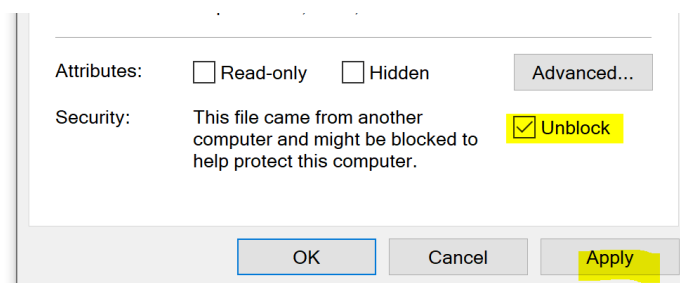 Attributes: Read-only Hidden Advanced...
Security: This file came from another
computer and might be blocked to
help protect this computer.
Unblock
OK Cancel Apply